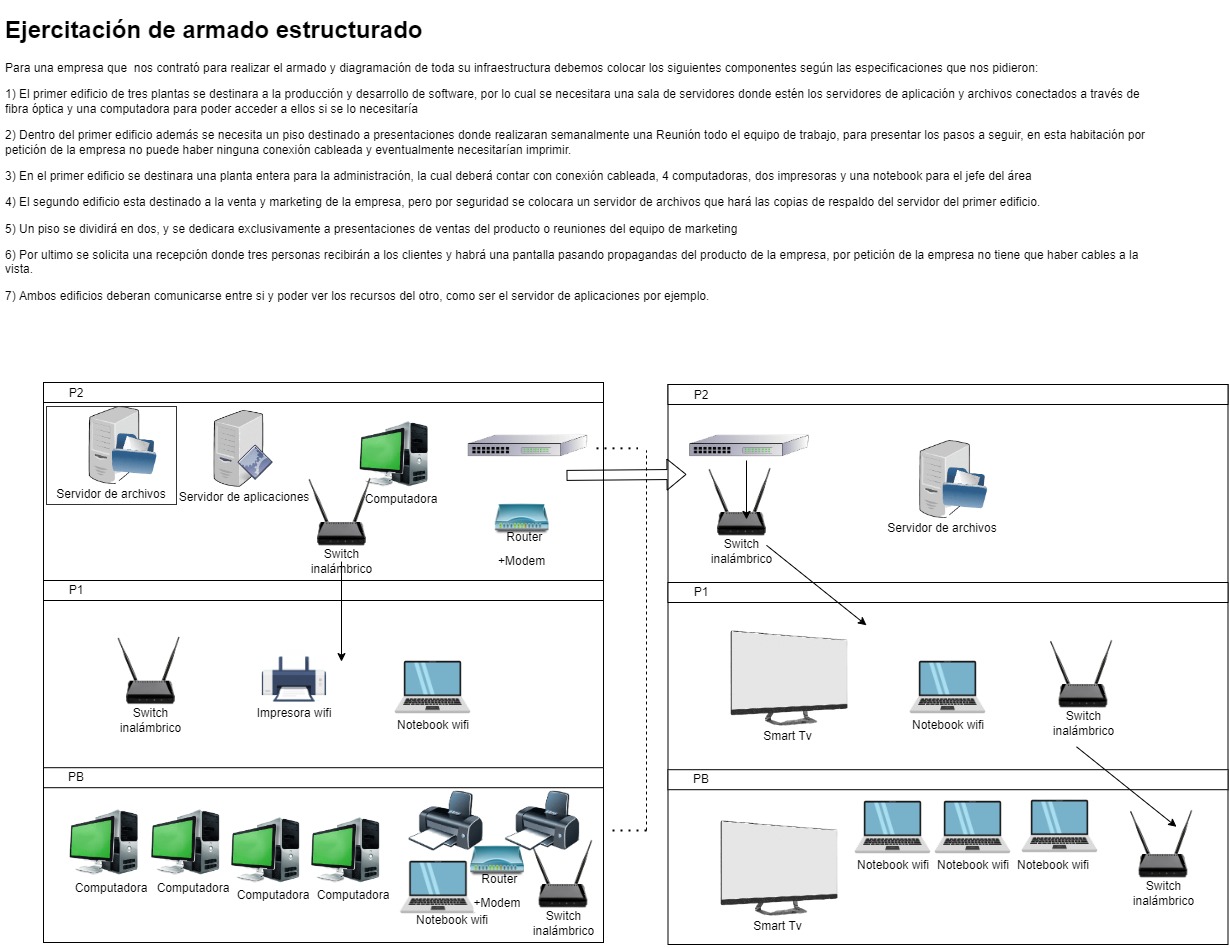 Ejercitación de armado estructurado
Para una empresa que  nos contrató para realizar el armado y diagramación de toda su infraestructura debemos colocar los siguientes componentes según las especificaciones que nos pidieron:
1) El primer edificio de tres plantas se destinara a la producción y desarrollo de software, por lo cual se necesitara una sala de servidores donde estén los servidores de aplicación y archivos conectados a través de
fibra óptica y una computadora para poder acceder a ellos si se lo necesitaría
2) Dentro del primer edificio además se necesita un piso destinado a presentaciones donde realizaran semanalmente una Reunión todo el equipo de trabajo, para presentar los pasos a seguir, en esta habitación por
petición de la empresa no puede haber ninguna conexión cableada y eventualmente necesitarían imprimir.
3) En el primer edificio se destinara una planta entera para la administración, la cual deberá contar con conexión cableada, 4 computadoras, dos impresoras y una notebook para el jefe del área
4) El segundo edificio esta destinado a la venta y marketing de la empresa, pero por seguridad se colocara un servidor de archivos que hará las copias de respaldo del servidor del primer edificio.
5) Un piso se dividirá en dos, y se dedicara exclusivamente a presentaciones de ventas del producto o reuniones del equipo de marketing
6) Por ultimo se solicita una recepción donde tres personas recibirán a los clientes y habrá una pantalla pasando propagandas del producto de la empresa, por petición de la empresa no tiene que haber cables a la
vista.
7) Ambos edificios deberan comunicarse entre si y poder ver los recursos del otro, como ser el servidor de aplicaciones por ejemplo.
P2
Servidor de archivos
Servidor de aplicaciones
Computadora
Switch
inalámbrico
Router
+Modem
P1
Switch
inalámbrico
Impresora wifi
Notebook wifi
PB
Computadora
Computadora
Computadora
Computadora
Notebook wifi
Router
+Modem
Switch
inalámbrico
P2
Switch
inalámbrico
Servidor de archivos
P1
Smart Tv
Notebook wifi
Switch
inalámbrico
PB
Smart Tv
Notebook wifi
Notebook wifi
Notebook wifi
Switch
inalámbrico